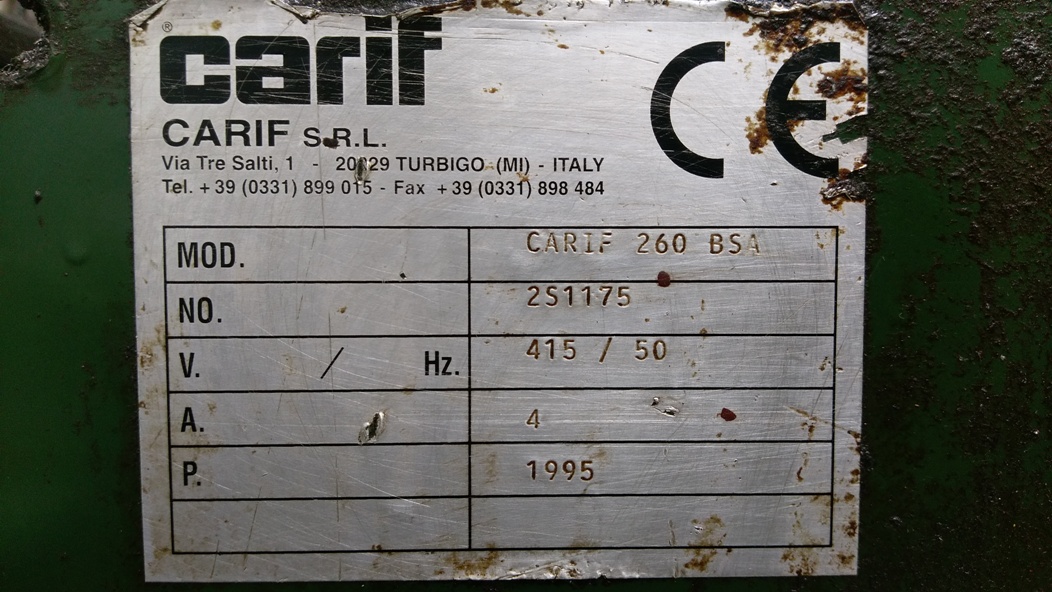 ® carif
CE
CARIF S.R.L.
Via Tre Salti, 1 - 20029 TURBIGO (MI) - ITALY
Tel. + 39 (0331) 899 015 - Fax + 39 (0331) 898 484
MOD. CARIF 260 BSA
NO. 2S1175
V. / Hz. 415 / 50
A. 4
P. 1995